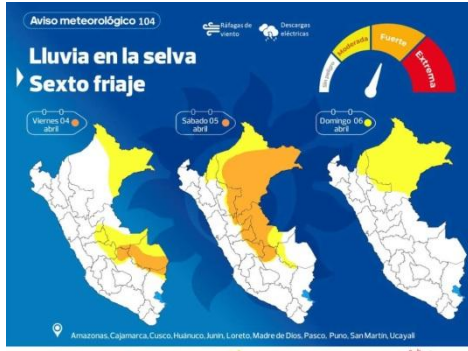 Aviso meteorológico 104
Ráfagas de
viento
Descargas
eléctricas
Sin peligro
Moderada
Fuerte
Extrema
Lluvia en la selva
Sexto friaje
Viernes 04
abril
Sábado 05
abril
Domingo 06
abril
Amazonas, Cajamarca, Cusco, Huánuco, Junín, Loreto, Madre de Dios, Pasco, Puno, San Martín, Ucayali